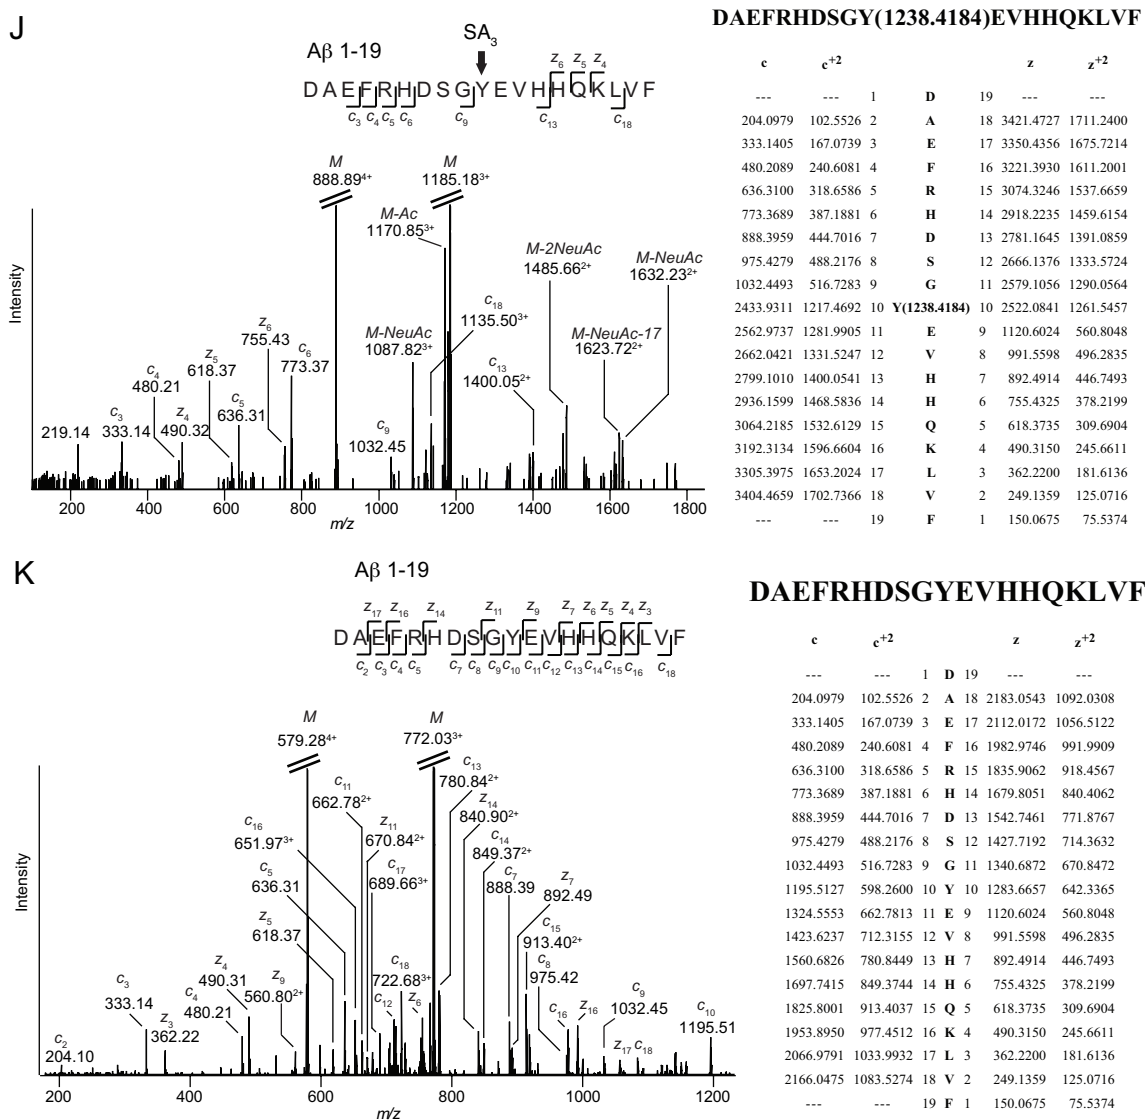 J
Aβ 1-19
SA3
z6 z5 z4
D A E F R H D S G Y E V H H Q K L V F
c3 c4 c5 c6 c9 c13 c18
M
888.89⁴⁺
M
1185.18³⁺
M-Ac
1170.85³⁺
M-2NeuAc
1485.66²⁺
M-NeuAc
1632.23²⁺
c18
1135.50³⁺
M-NeuAc
1087.82³⁺
M-NeuAc-17
1623.72²⁺
z6
755.43
c6
773.37
c13
1400.05²⁺
z5
618.37
c4
480.21
c5
636.31
c3
333.14
z4
490.32
c9
1032.45
219.14
Intensity
200 400 600 800 1000 1200 1400 1600 1800
m/z
DAEFRHDSGY(1238.4184)EVHHQKLVF
c c+2 z z+2
--- --- 1 D 19 --- ---
204.0979 102.5526 2 A 18 3421.4727 1711.2400
333.1405 167.0739 3 E 17 3350.4356 1675.7214
480.2089 240.6081 4 F 16 3221.3930 1611.2001
636.3100 318.6586 5 R 15 3074.3246 1537.6659
773.3689 387.1881 6 H 14 2918.2235 1459.6154
888.3959 444.7016 7 D 13 2781.1645 1391.0859
975.4279 488.2176 8 S 12 2666.1376 1333.5724
1032.4493 516.7283 9 G 11 2579.1056 1290.0564
2433.9311 1217.4692 10 Y(1238.4184) 10 2522.0841 1261.5457
2562.9737 1281.9905 11 E 9 1120.6024 560.8048
2662.0421 1331.5247 12 V 8 991.5598 496.2835
2799.1010 1400.0541 13 H 7 892.4914 446.7493
2936.1599 1468.5836 14 H 6 755.4325 378.2199
3064.2185 1532.6129 15 Q 5 618.3735 309.6904
3192.3134 1596.6604 16 K 4 490.3150 245.6611
3305.3975 1653.2024 17 L 3 362.2200 181.6136
3404.4659 1702.7366 18 V 2 249.1359 125.0716
--- --- 19 F 1 150.0675 75.5374
K
Aβ 1-19
z17 z16 z14 z11 z9 z7 z6 z5 z4 z3
D A E F R H D S G Y E V H H Q K L V F
c2 c3 c4 c5 c7 c8 c9 c10 c11 c12 c13 c14 c15 c16 c18
M
579.28⁴⁺
M
772.03³⁺
c13
780.84²⁺
c11
662.78²⁺
z14
840.90²⁺
c16
651.97³⁺
z11
670.84²⁺
c14
849.37²⁺
c5
636.31
c17
689.66³⁺
c7
888.39
z7
892.49
z5
618.37
c15
913.40²⁺
z4
490.31
z9
560.80²⁺
c18
722.68³⁺
c8
975.42
c3
333.14
z3
362.22
c4
480.21
c12
z6
c16
z16
c9
1032.45
c10
1195.51
c2
204.10
z17
c18
Intensity
200 400 600 800 1000 1200
m/z
DAEFRHDSGYEVHHQKLVF
c c+2 z z+2
--- --- 1 D 19 --- ---
204.0979 102.5526 2 A 18 2183.0543 1092.0308
333.1405 167.0739 3 E 17 2112.0172 1056.5122
480.2089 240.6081 4 F 16 1982.9746 991.9909
636.3100 318.6586 5 R 15 1835.9062 918.4567
773.3689 387.1881 6 H 14 1679.8051 840.4062
888.3959 444.7016 7 D 13 1542.7461 771.8767
975.4279 488.2176 8 S 12 1427.7192 714.3632
1032.4493 516.7283 9 G 11 1340.6872 670.8472
1195.5127 598.2600 10 Y 10 1283.6657 642.3365
1324.5553 662.7813 11 E 9 1120.6024 560.8048
1423.6237 712.3155 12 V 8 991.5598 496.2835
1560.6826 780.8449 13 H 7 892.4914 446.7493
1697.7415 849.3744 14 H 6 755.4325 378.2199
1825.8001 913.4037 15 Q 5 618.3735 309.6904
1953.8950 977.4512 16 K 4 490.3150 245.6611
2066.9791 1033.9932 17 L 3 362.2200 181.6136
2166.0475 1083.5274 18 V 2 249.1359 125.0716
--- --- 19 F 1 150.0675 75.5374